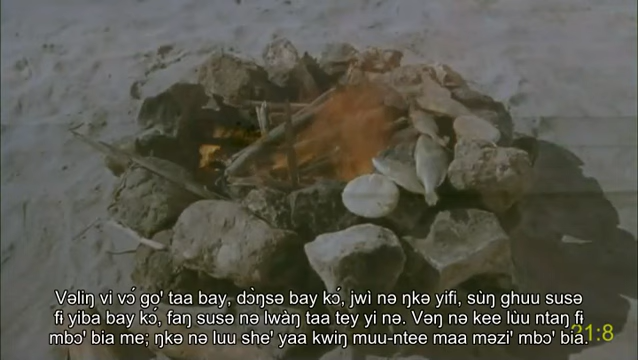 Vəliŋ vi vɔ́ gọ' taa bay, dɔ̀ŋsə bay kɔ́, jwì nə ŋkə yifi, sùŋ ghuu susə
fi yiba bay kɔ́, faŋ susə nə lwàŋ taa tey yi nə. Vəŋ nə kee lùu ntaŋ fi
mbɔ' bia me; ŋkə nə luu she' yaa kwiŋ muu-ntee maa məzi' mbɔ' bia.
21:8